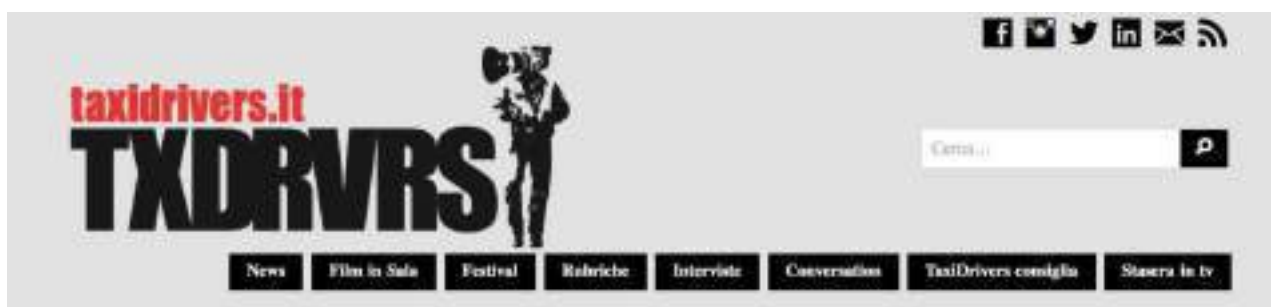 taxidrivers.it
TXDRVRS
Cerca...
News Film in Sala Festival Rubriche Interviste Conversation TaxiDrivers consiglia Stasera in tv